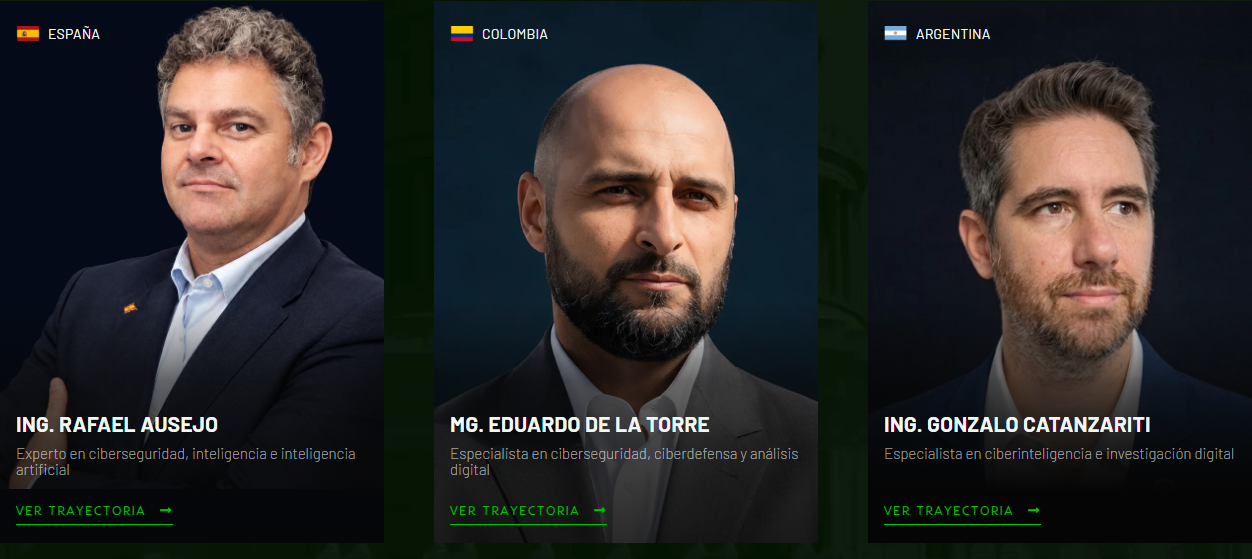 ESPAÑA
ING. RAFAEL AUSEJO
Experto en ciberseguridad, inteligencia e inteligencia
artificial
VER TRAYECTORIA →
COLOMBIA
MG. EDUARDO DE LA TORRE
Especialista en ciberseguridad, ciberdefensa y análisis
digital
VER TRAYECTORIA →
ARGENTINA
ING. GONZALO CATANZARITI
Especialista en ciberinteligencia e investigación digital
VER TRAYECTORIA →